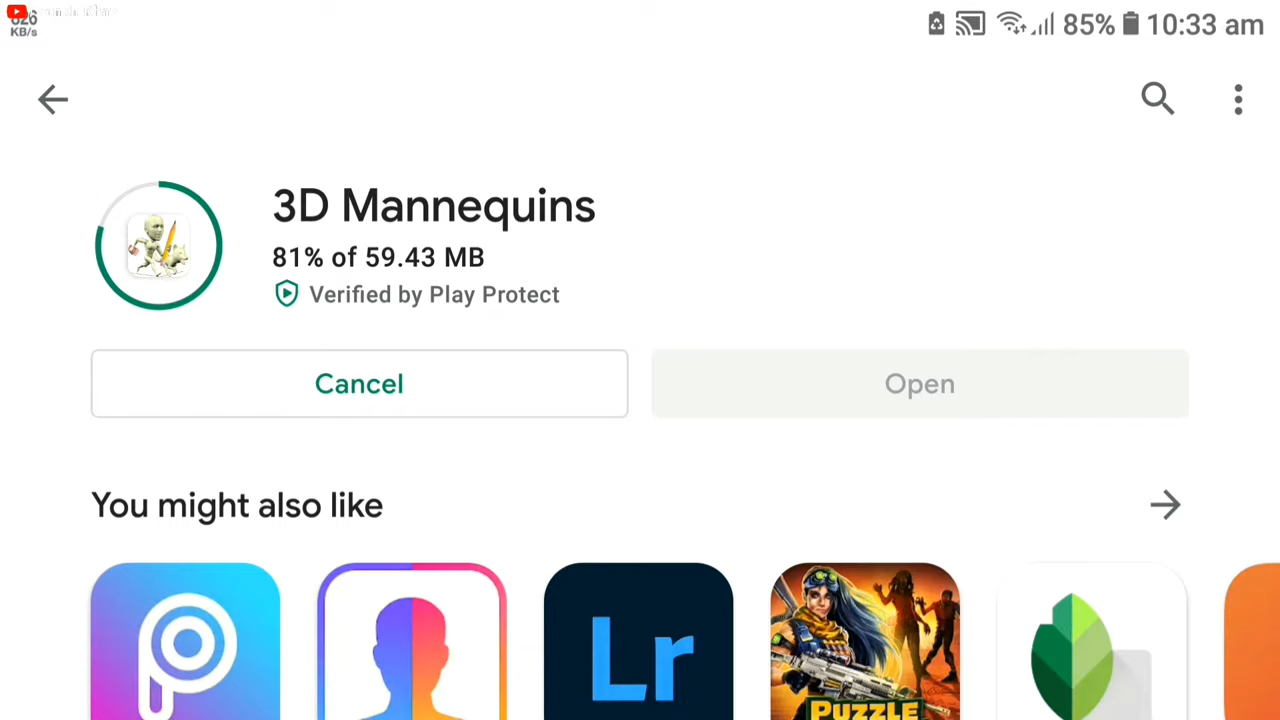 KB/s
85%
10:33 am
3D Mannequins
81% of 59.43 MB
Verified by Play Protect
Cancel
Open
You might also like
Lr
PUZZLE